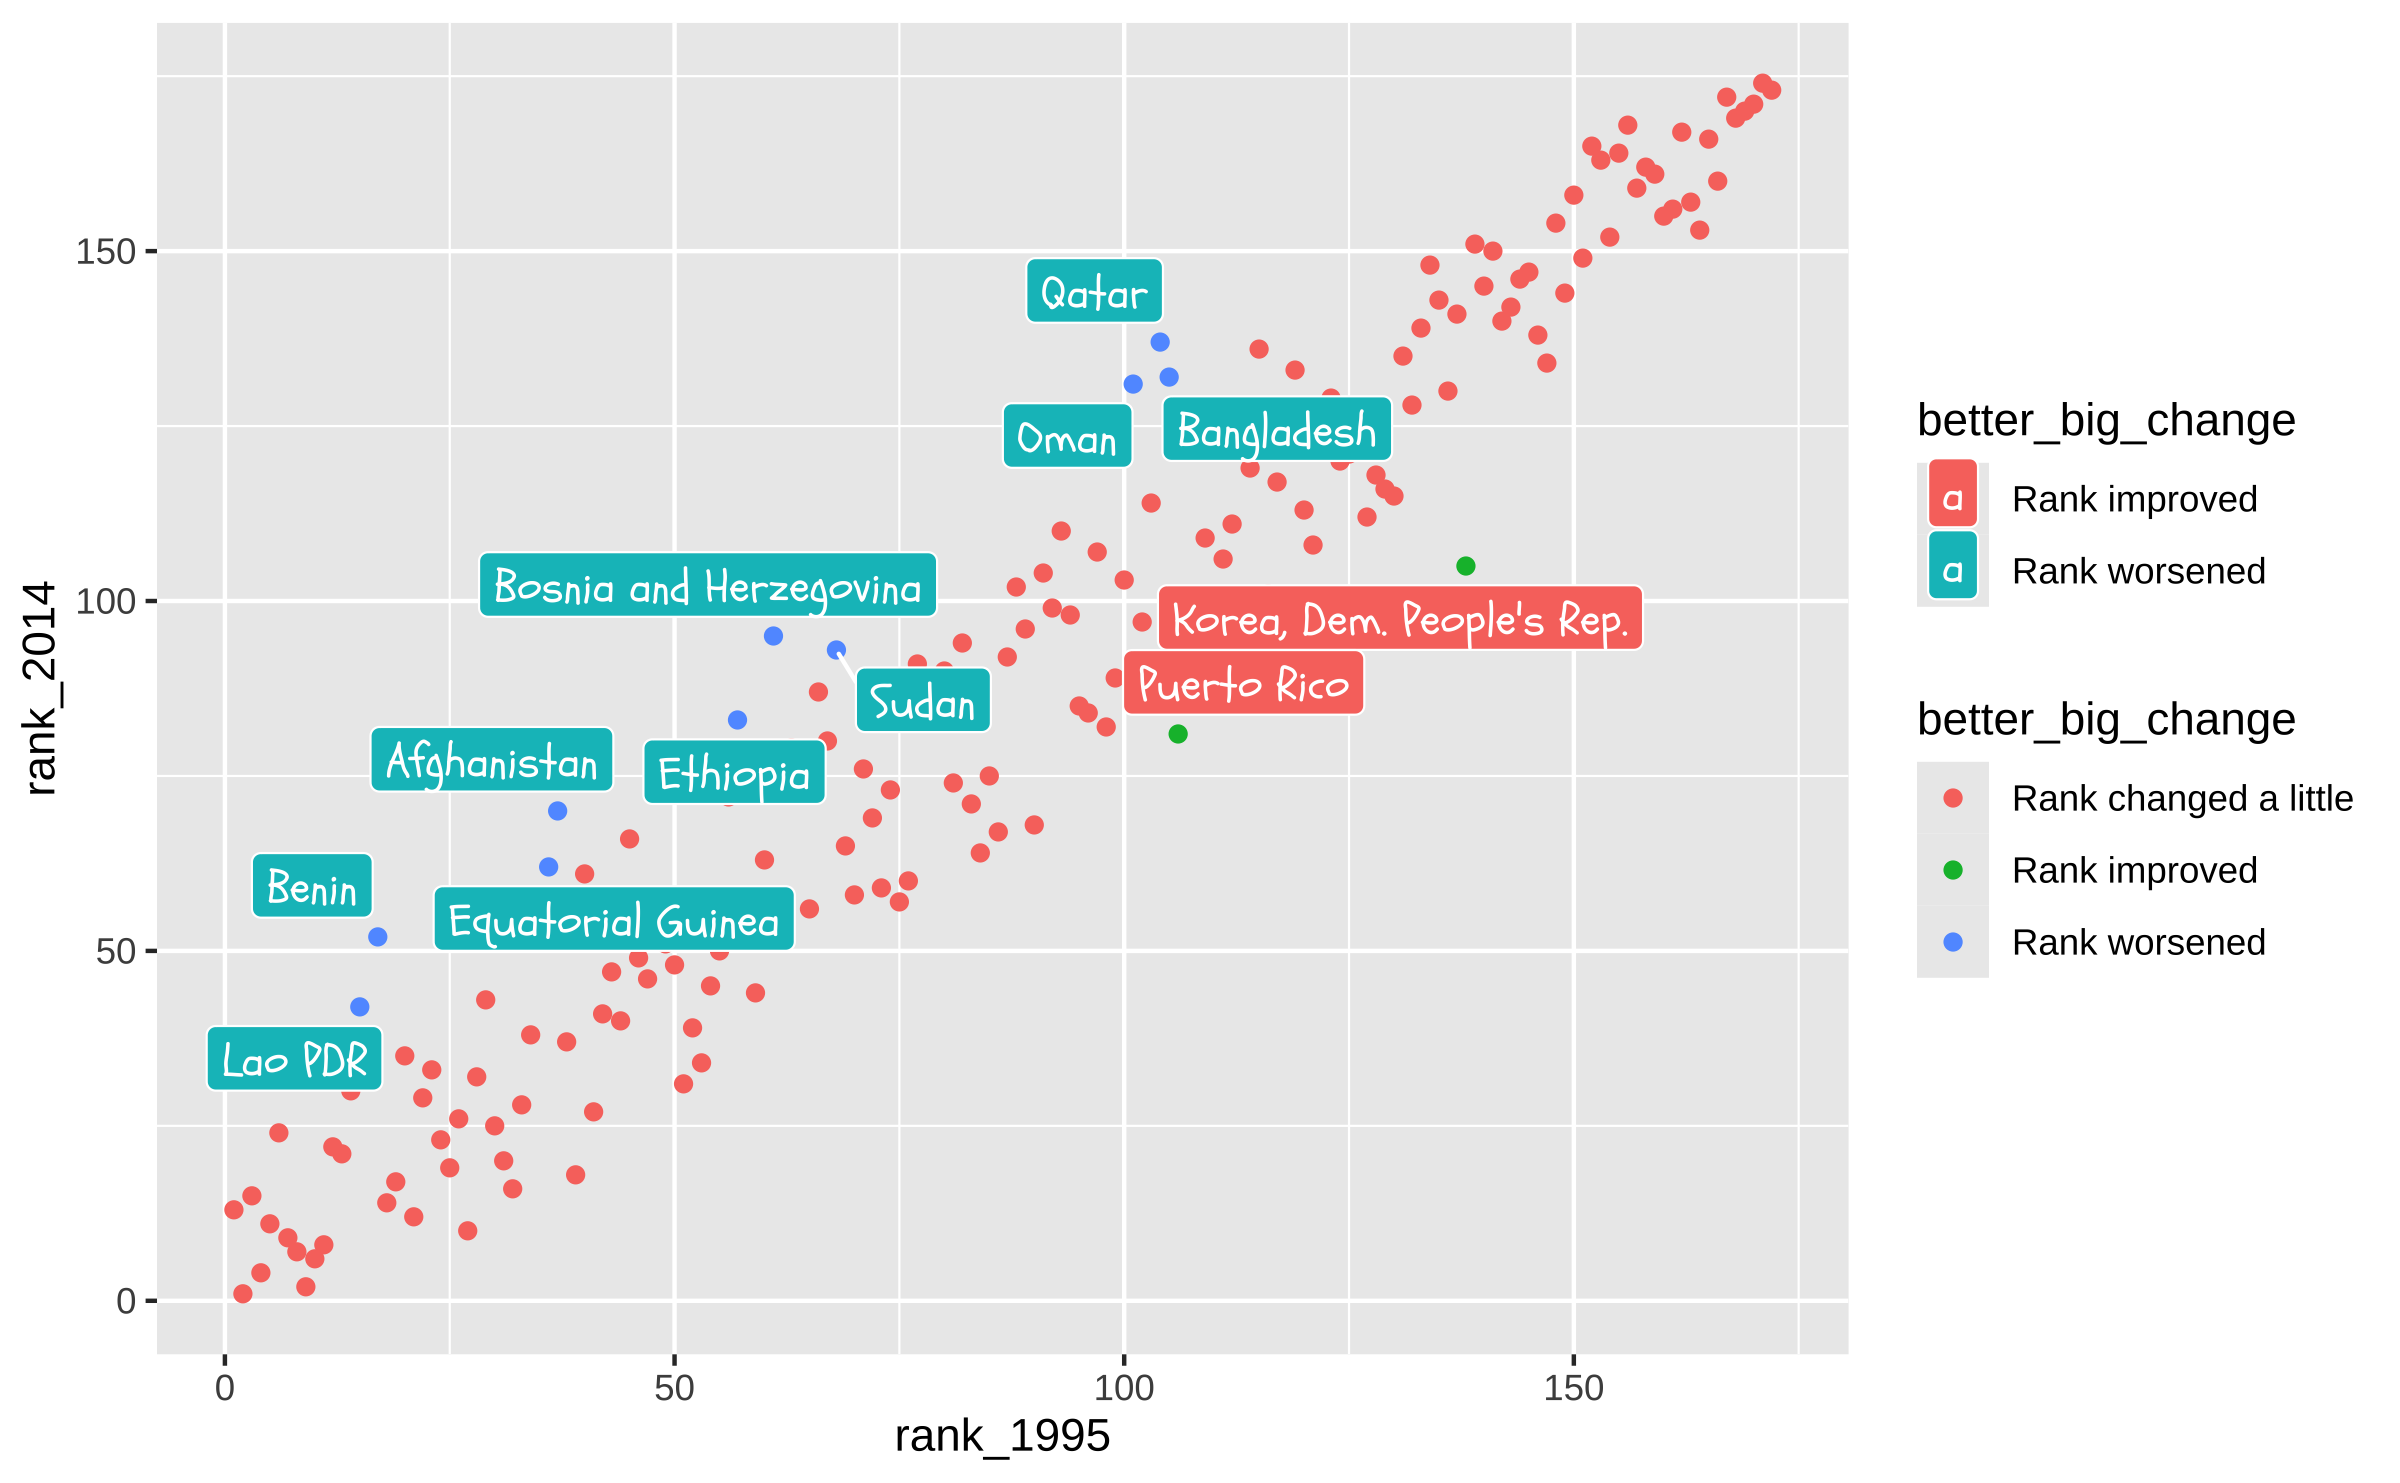 150
100
50
0
rank_2014
Qatar
Oman
Bangladesh
Bosnia and Herzegovina
Korea, Dem. People's Rep.
Puerto Rico
Sudan
Afghanistan
Ethiopia
Benin
Equatorial Guinea
Lao PDR
0 50 100 150
rank_1995
better_big_change
a Rank improved
a Rank worsened
better_big_change
Rank changed a little
Rank improved
Rank worsened